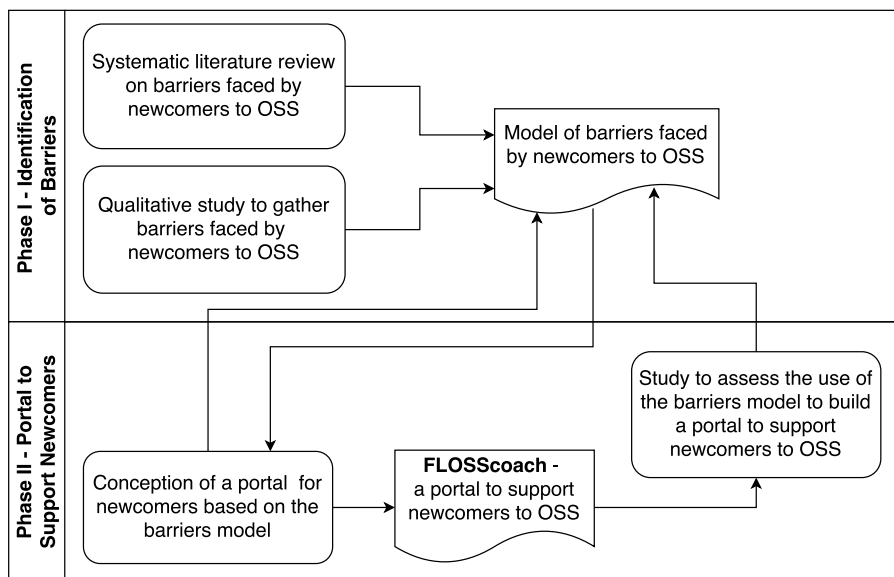 Phase I - Identification
of Barriers
Systematic literature review
on barriers faced by
newcomers to OSS
Qualitative study to gather
barriers faced by
newcomers to OSS
Model of barriers faced
by newcomers to OSS
Phase II - Portal to
Support Newcomers
Conception of a portal for
newcomers based on the
barriers model
FLOSScoach -
a portal to support
newcomers to OSS
Study to assess the use of
the barriers model to build
a portal to support
newcomers to OSS